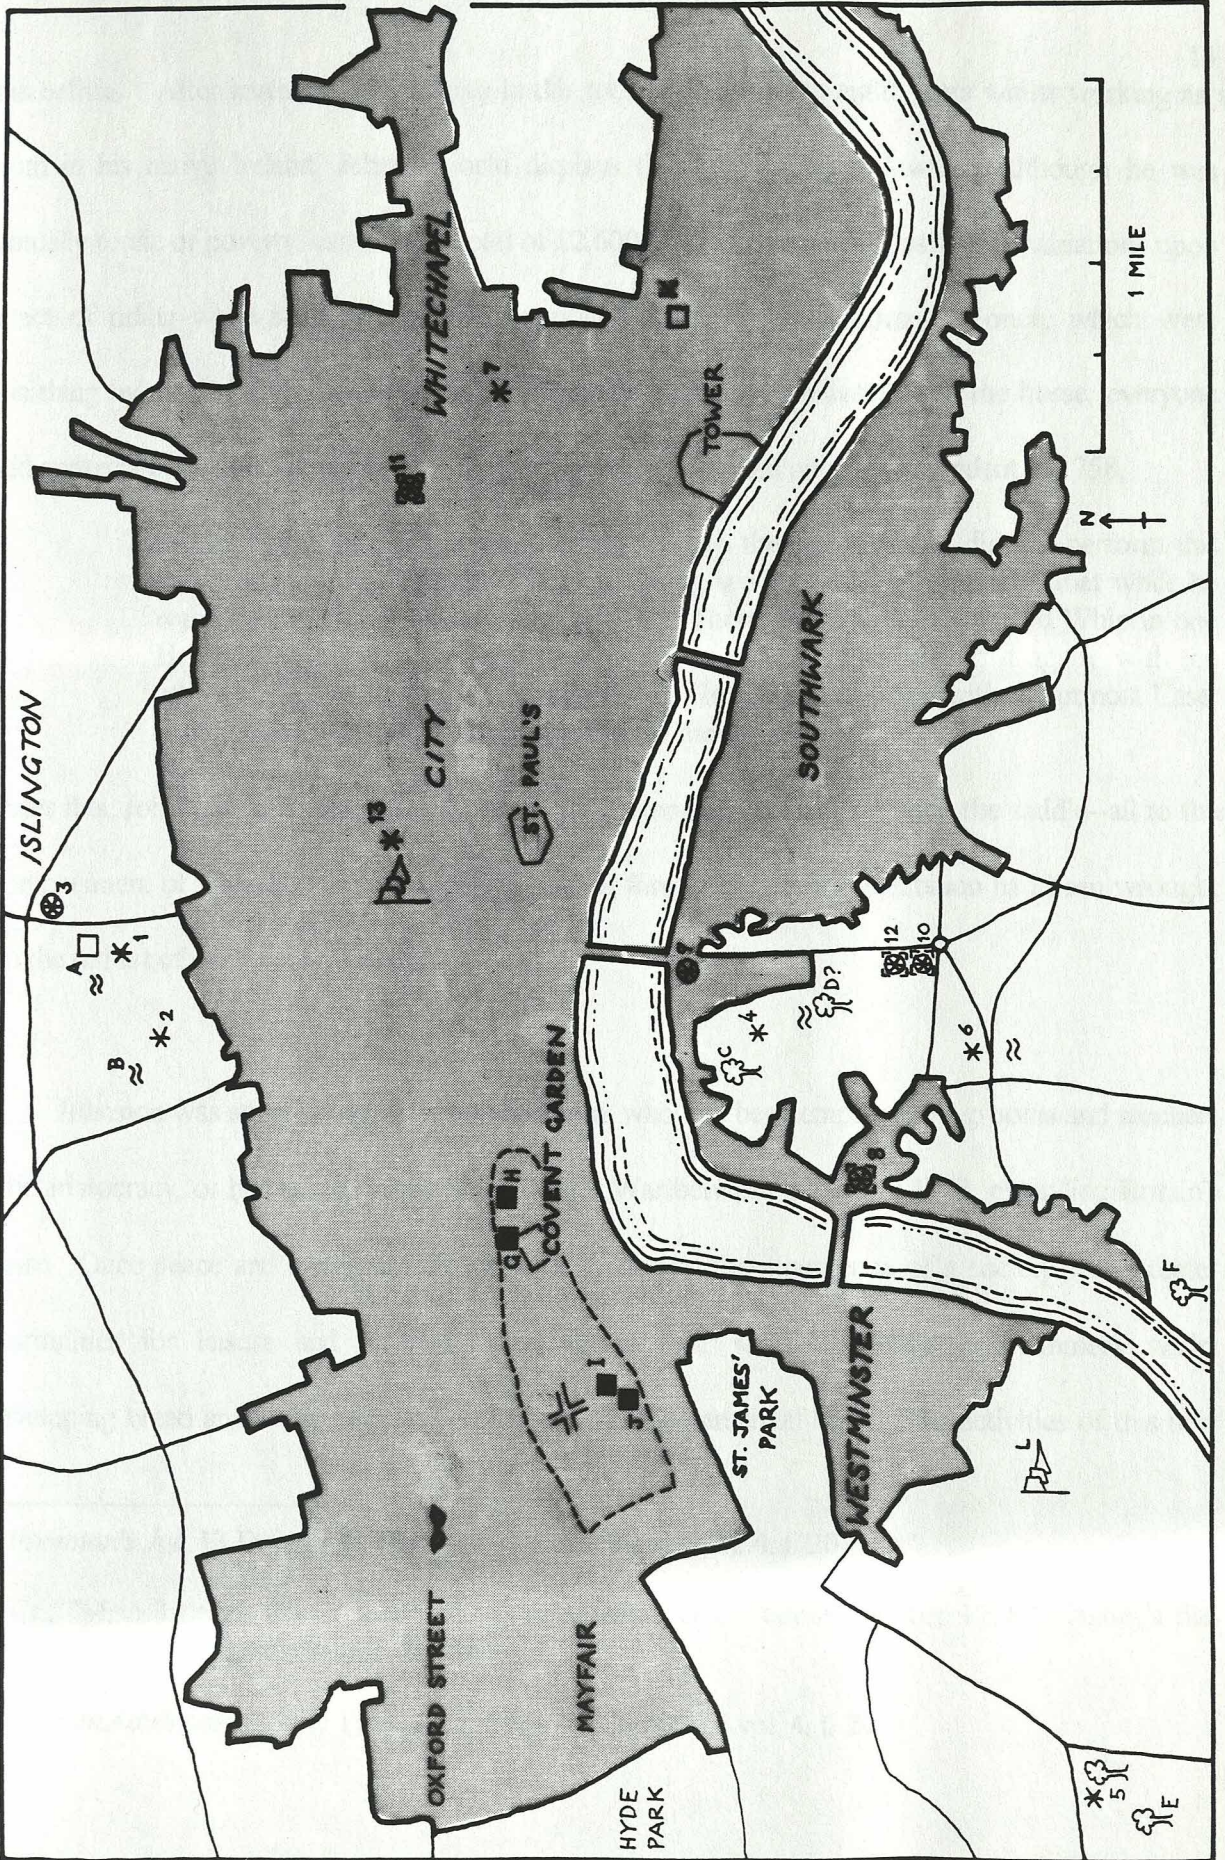 ISLINGTON
3
A
1
B
2
13
11
OXFORD STREET
CITY
WHITECHAPEL
7
G
H
ST. PAUL'S
COVENT GARDEN
MAYFAIR
I
J
HYDE
PARK
K
9
TOWER
ST. JAMES'
PARK
C
4
D?
SOUTHWARK
WESTMINSTER
8
12
10
6
L
N
5
E
F
1 MILE